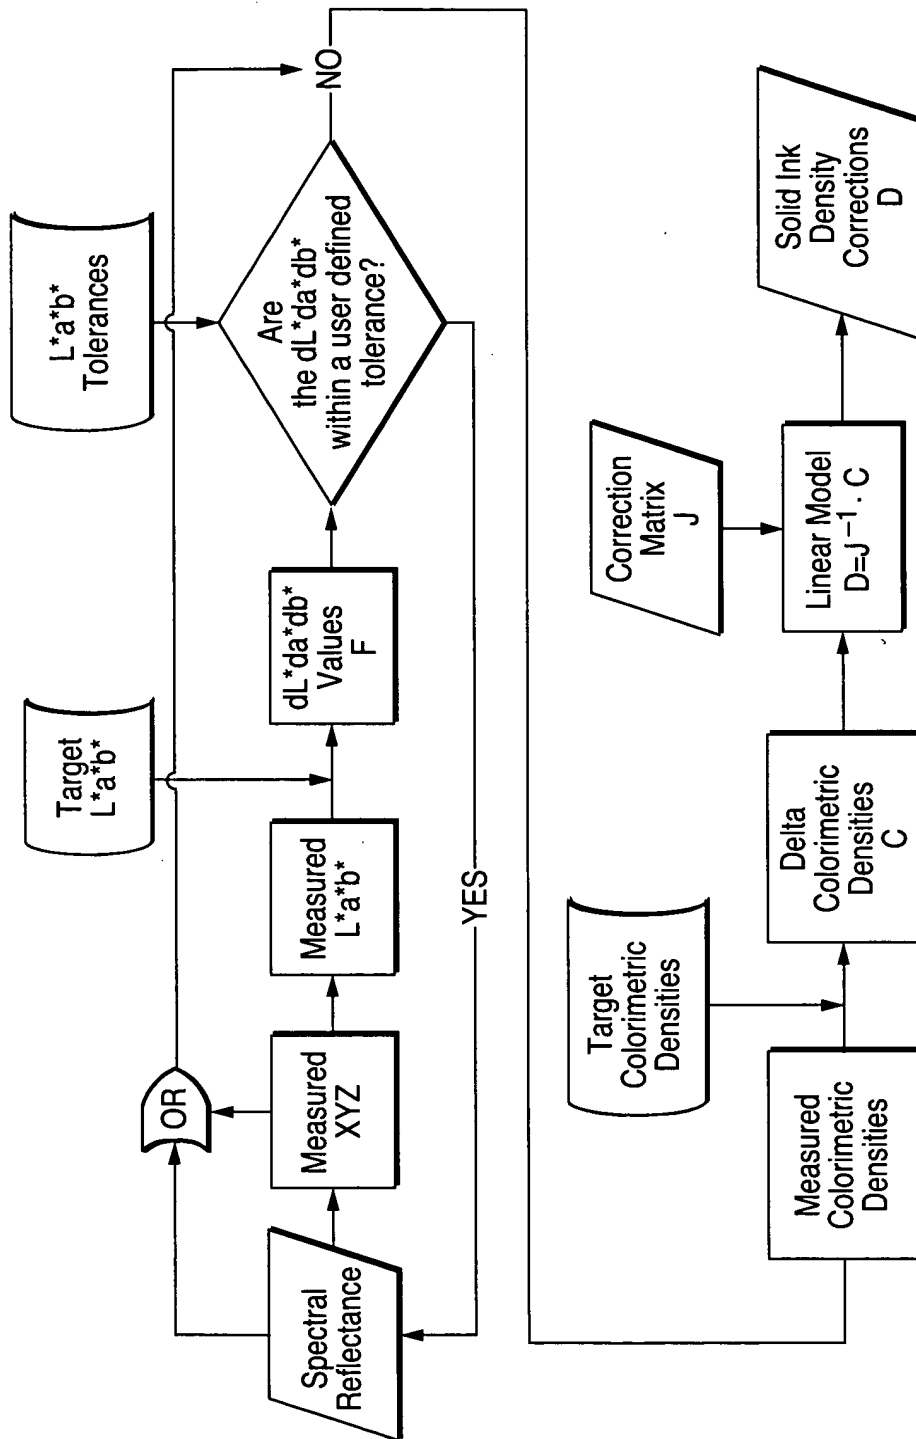 Spectral
Reflectance
OR
Measured
XYZ
Measured
L*a*b*
Target
L*a*b*
dL*da*db*
Values
F
L*a*b*
Tolerances
Are
the dL*da*db*
within a user defined
tolerance?
NO
YES
Measured
Colorimetric
Densities
Target
Colorimetric
Densities
Delta
Colorimetric
Densities
C
Correction
Matrix
J
Linear Model
D=J⁻¹ · C
Solid Ink
Density
Corrections
D